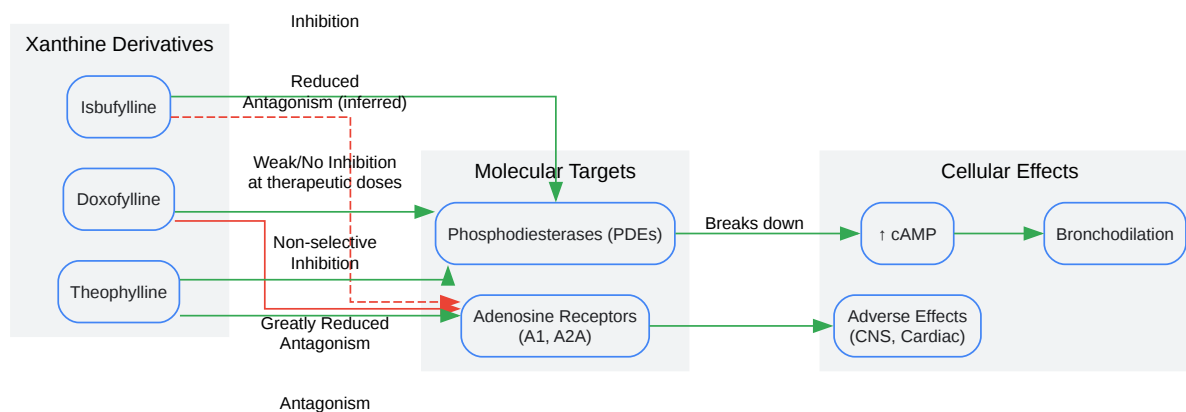 Inhibition
Xanthine Derivatives
Isbufylline
Reduced
Antagonism (inferred)
Weak/No Inhibition
at therapeutic doses
Molecular Targets
Cellular Effects
Doxofylline
Phosphodiesterases (PDEs)
Breaks down
↑ cAMP
Bronchodilation
Non-selective
Inhibition
Theophylline
Greatly Reduced
Antagonism
Adenosine Receptors
(A1, A2A)
Adverse Effects
(CNS, Cardiac)
Antagonism